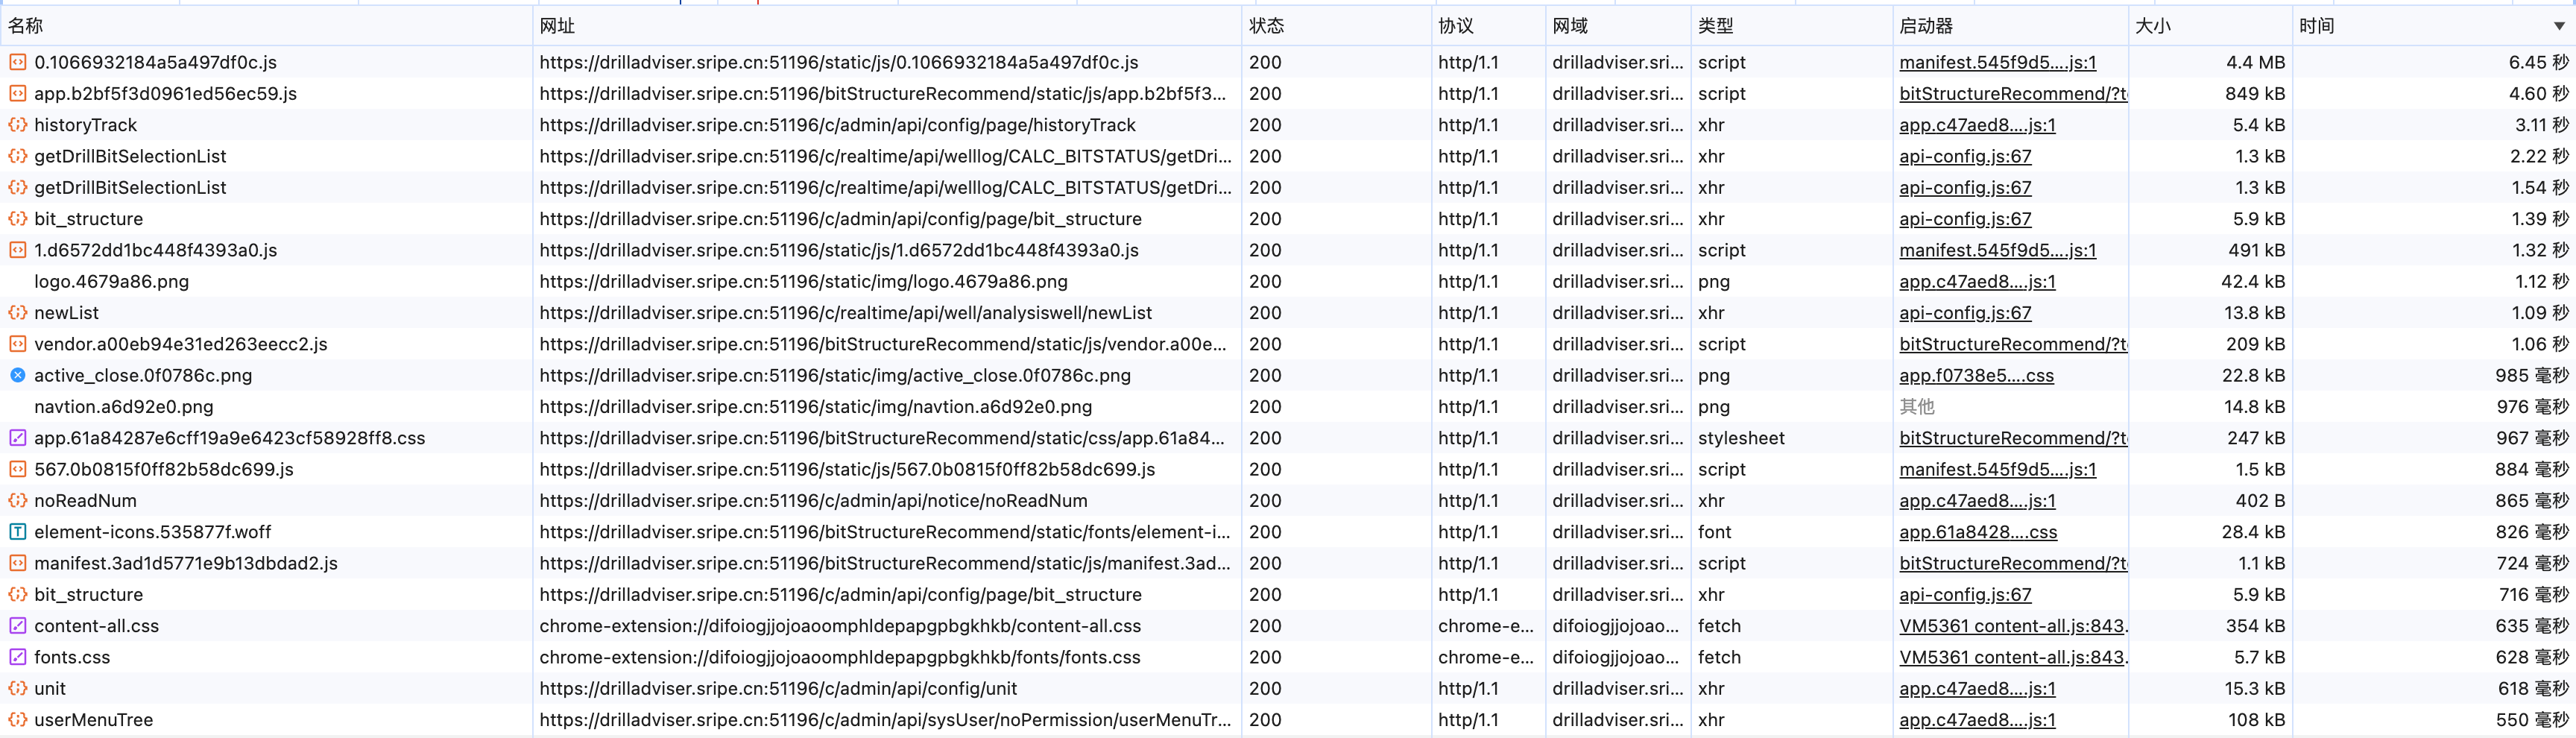 名称 网址 状态 协议 网域 类型 启动器 大小 时间
0.1066932184a5a497df0c.js https://drilladviser.sripe.cn:51196/static/js/0.1066932184a5a497df0c.js 200 http/1.1 drilladviser.sri... script manifest.545f9d5....js:1 4.4 MB 6.45 秒
app.b2bf5f3d0961ed56ec59.js https://drilladviser.sripe.cn:51196/bitStructureRecommend/static/js/app.b2bf5f3... 200 http/1.1 drilladviser.sri... script bitStructureRecommend/?t 849 kB 4.60 秒
historyTrack https://drilladviser.sripe.cn:51196/c/admin/api/config/page/historyTrack 200 http/1.1 drilladviser.sri... xhr app.c47aed8....js:1 5.4 kB 3.11 秒
getDrillBitSelectionList https://drilladviser.sripe.cn:51196/c/realtime/api/welllog/CALC_BITSTATUS/getDri... 200 http/1.1 drilladviser.sri... xhr api-config.js:67 1.3 kB 2.22 秒
getDrillBitSelectionList https://drilladviser.sripe.cn:51196/c/realtime/api/welllog/CALC_BITSTATUS/getDri... 200 http/1.1 drilladviser.sri... xhr api-config.js:67 1.3 kB 1.54 秒
bit_structure https://drilladviser.sripe.cn:51196/c/admin/api/config/page/bit_structure 200 http/1.1 drilladviser.sri... xhr api-config.js:67 5.9 kB 1.39 秒
1.d6572dd1bc448f4393a0.js https://drilladviser.sripe.cn:51196/static/js/1.d6572dd1bc448f4393a0.js 200 http/1.1 drilladviser.sri... script manifest.545f9d5....js:1 491 kB 1.32 秒
logo.4679a86.png https://drilladviser.sripe.cn:51196/static/img/logo.4679a86.png 200 http/1.1 drilladviser.sri... png app.c47aed8....js:1 42.4 kB 1.12 秒
newList https://drilladviser.sripe.cn:51196/c/realtime/api/well/analysiswell/newList 200 http/1.1 drilladviser.sri... xhr api-config.js:67 13.8 kB 1.09 秒
vendor.a00eb94e31ed263eecc2.js https://drilladviser.sripe.cn:51196/bitStructureRecommend/static/js/vendor.a00e... 200 http/1.1 drilladviser.sri... script bitStructureRecommend/?t 209 kB 1.06 秒
active_close.0f0786c.png https://drilladviser.sripe.cn:51196/static/img/active_close.0f0786c.png 200 http/1.1 drilladviser.sri... png app.f0738e5....css 22.8 kB 985 毫秒
navtion.a6d92e0.png https://drilladviser.sripe.cn:51196/static/img/navtion.a6d92e0.png 200 http/1.1 drilladviser.sri... png 其他 14.8 kB 976 毫秒
app.61a84287e6cff19a9e6423cf58928ff8.css https://drilladviser.sripe.cn:51196/bitStructureRecommend/static/css/app.61a84... 200 http/1.1 drilladviser.sri... stylesheet bitStructureRecommend/?t 247 kB 967 毫秒
567.0b0815f0ff82b58dc699.js https://drilladviser.sripe.cn:51196/static/js/567.0b0815f0ff82b58dc699.js 200 http/1.1 drilladviser.sri... script manifest.545f9d5....js:1 1.5 kB 884 毫秒
noReadNum https://drilladviser.sripe.cn:51196/c/admin/api/notice/noReadNum 200 http/1.1 drilladviser.sri... xhr app.c47aed8....js:1 402 B 865 毫秒
element-icons.535877f.woff https://drilladviser.sripe.cn:51196/bitStructureRecommend/static/fonts/element-i... 200 http/1.1 drilladviser.sri... font app.61a8428....css 28.4 kB 826 毫秒
manifest.3ad1d5771e9b13dbdad2.js https://drilladviser.sripe.cn:51196/bitStructureRecommend/static/js/manifest.3ad... 200 http/1.1 drilladviser.sri... script bitStructureRecommend/?t 1.1 kB 724 毫秒
bit_structure https://drilladviser.sripe.cn:51196/c/admin/api/config/page/bit_structure 200 http/1.1 drilladviser.sri... xhr api-config.js:67 5.9 kB 716 毫秒
content-all.css chrome-extension://difoiogjjojoaoomphldepapgpbgkhkb/content-all.css 200 chrome-e... difoiogjjojoao... fetch VM5361 content-all.js:843. 354 kB 635 毫秒
fonts.css chrome-extension://difoiogjjojoaoomphldepapgpbgkhkb/fonts/fonts.css 200 chrome-e... difoiogjjojoao... fetch VM5361 content-all.js:843. 5.7 kB 628 毫秒
unit https://drilladviser.sripe.cn:51196/c/admin/api/config/unit 200 http/1.1 drilladviser.sri... xhr app.c47aed8....js:1 15.3 kB 618 毫秒
userMenuTree https://drilladviser.sripe.cn:51196/c/admin/api/sysUser/noPermission/userMenuTr... 200 http/1.1 drilladviser.sri... xhr app.c47aed8....js:1 108 kB 550 毫秒